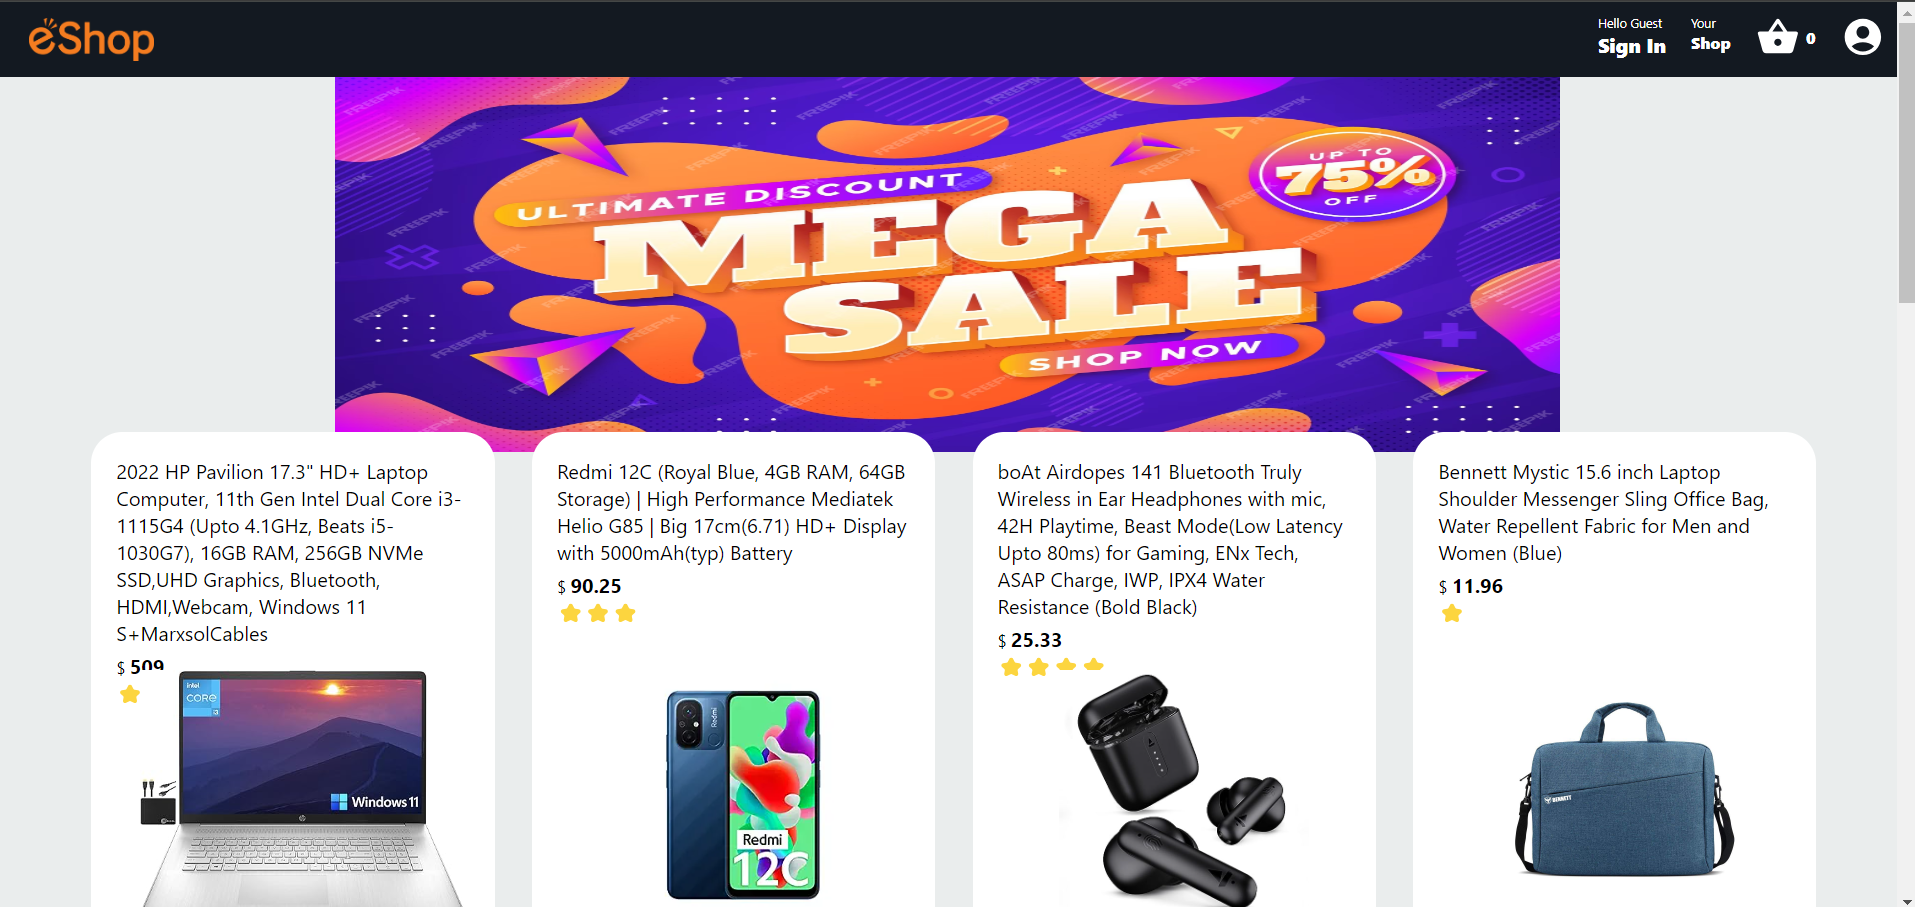 eShop
Hello Guest
Sign In
Your
Shop
0
ULTIMATE DISCOUNT
MEGA
SALE
SHOP NOW
UP TO
75%
OFF
FREEPIK
2022 HP Pavilion 17.3" HD+ Laptop
Computer, 11th Gen Intel Dual Core i3-
1115G4 (Upto 4.1GHz, Beats i5-
1030G7), 16GB RAM, 256GB NVMe
SSD,UHD Graphics, Bluetooth,
HDMI,Webcam, Windows 11
S+MarxsolCables
$ 509
intel
CORE
i3
Windows 11
hp
Redmi 12C (Royal Blue, 4GB RAM, 64GB
Storage) | High Performance Mediatek
Helio G85 | Big 17cm(6.71) HD+ Display
with 5000mAh(typ) Battery
$ 90.25
Redmi
Redmi
12C
boAt Airdopes 141 Bluetooth Truly
Wireless in Ear Headphones with mic,
42H Playtime, Beast Mode(Low Latency
Upto 80ms) for Gaming, ENx Tech,
ASAP Charge, IWP, IPX4 Water
Resistance (Bold Black)
$ 25.33
Bennett Mystic 15.6 inch Laptop
Shoulder Messenger Sling Office Bag,
Water Repellent Fabric for Men and
Women (Blue)
$ 11.96
BENNETT